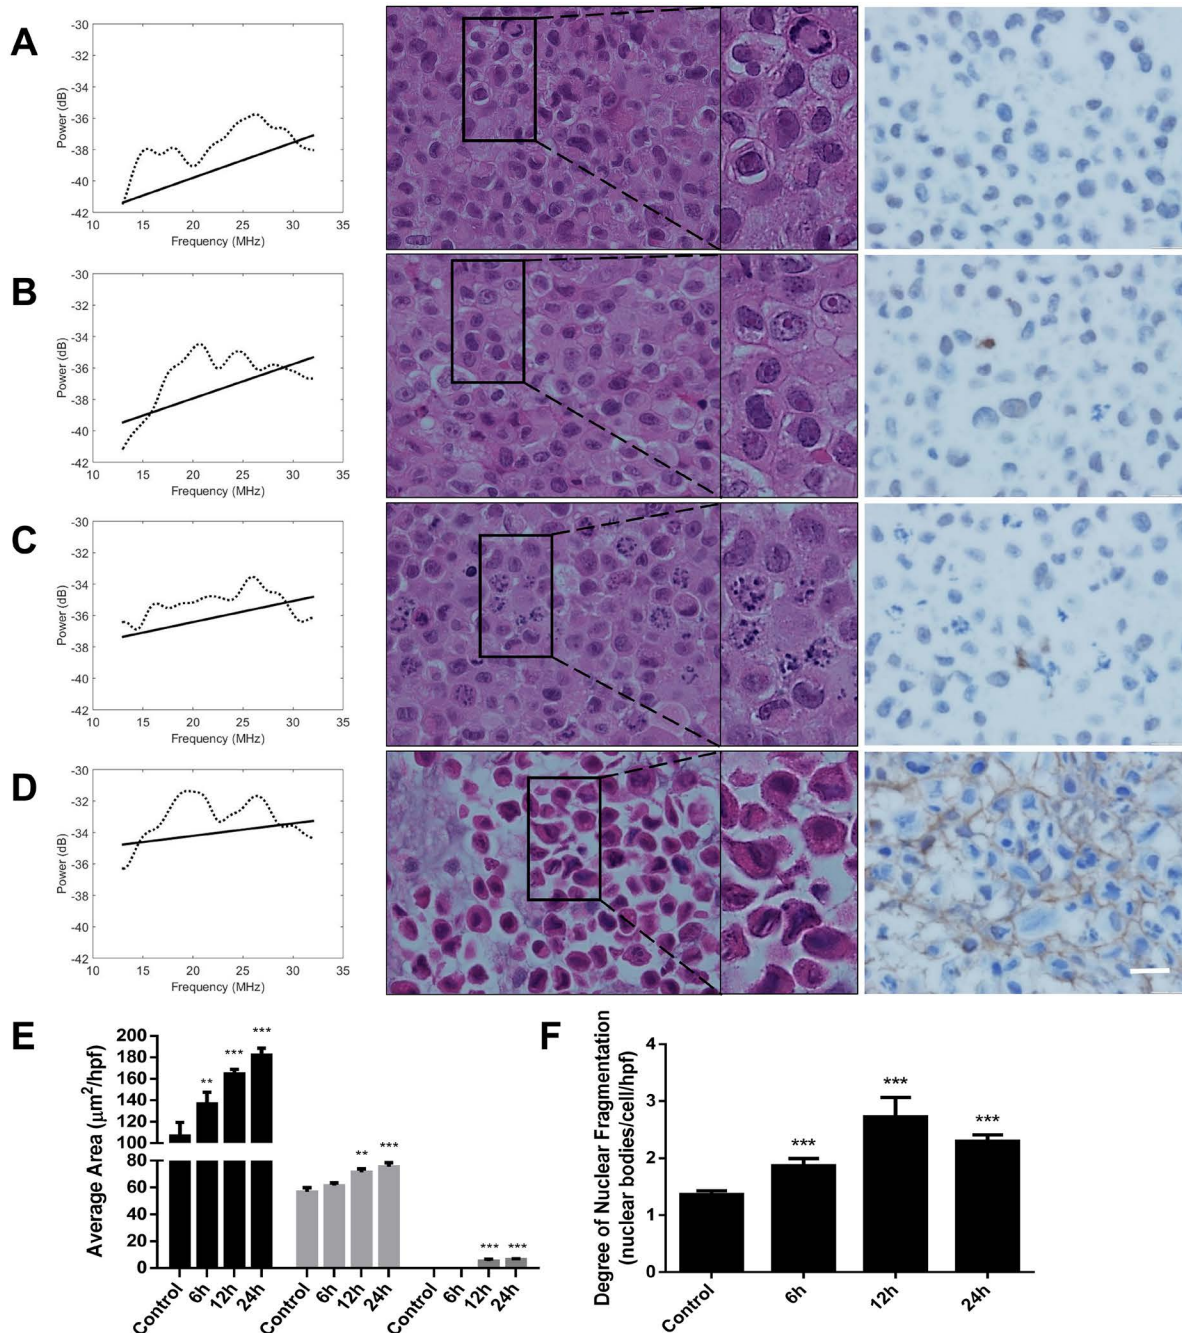 A
-30
-32
-34
-36
-38
-40
-42
Power (dB)
10 15 20 25 30 35
Frequency (MHz)
B
-30
-32
-34
-36
-38
-40
-42
Power (dB)
10 15 20 25 30 35
Frequency (MHz)
C
-30
-32
-34
-36
-38
-40
-42
Power (dB)
10 15 20 25 30 35
Frequency (MHz)
D
-30
-32
-34
-36
-38
-40
-42
Power (dB)
10 15 20 25 30 35
Frequency (MHz)
E
Average Area (μm²/hpf)
200
180
160
140
120
100
80
60
40
20
0
** *** ***
** ***
*** ***
Control 6h 12h 24h Control 6h 12h 24h Control 6h 12h 24h
F
Degree of Nuclear Fragmentation
(nuclear bodies/cell/hpf)
4
3
2
1
0
*** *** ***
Control 6h 12h 24h